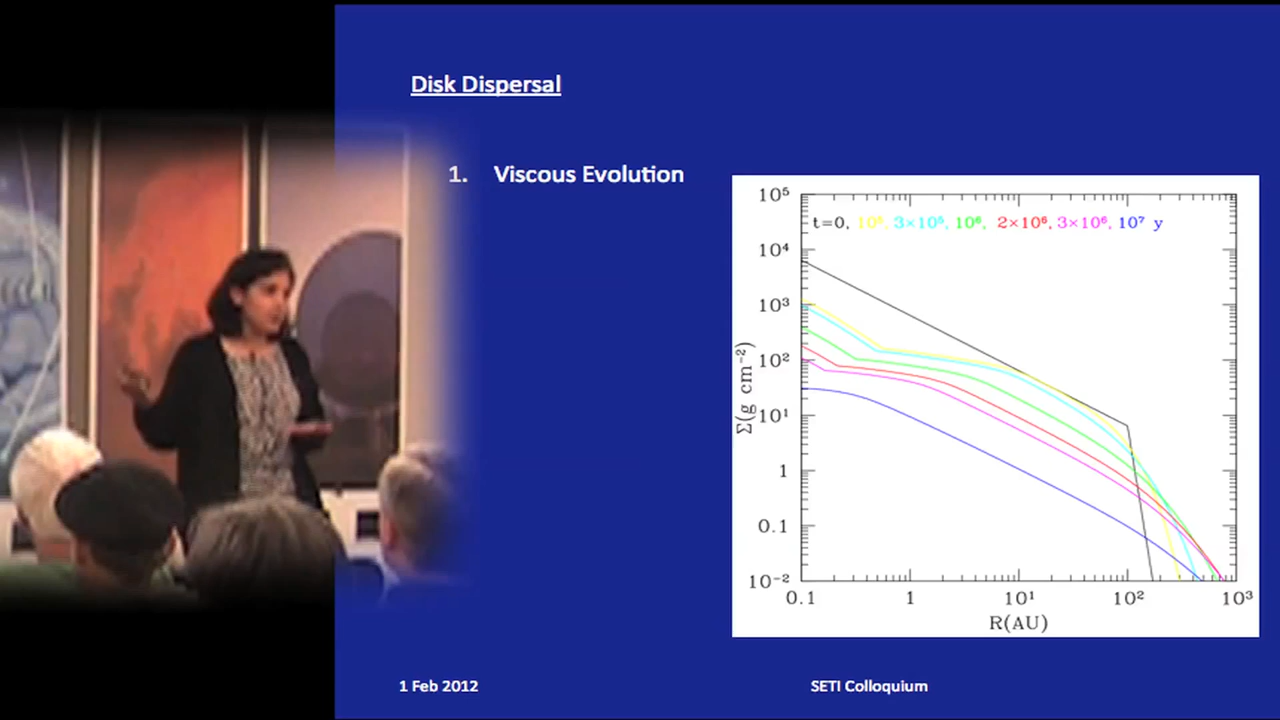 Disk Dispersal
1. Viscous Evolution
t=0, 10⁵, 3×10⁵, 10⁶, 2×10⁶, 3×10⁶, 10⁷ y
10⁵
10⁴
10³
10²
10¹
1
0.1
10⁻²
Σ(g cm⁻²)
0.1 1 10¹ 10² 10³
R(AU)
1 Feb 2012 SETI Colloquium